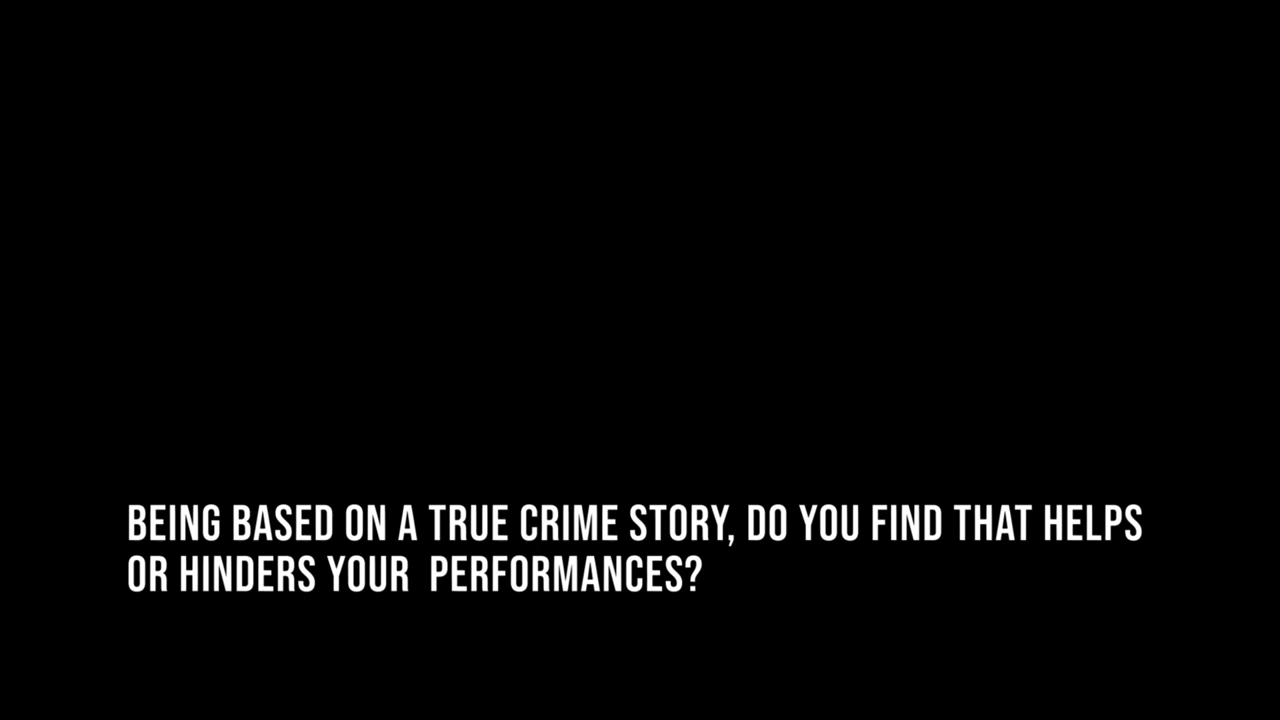 BEING BASED ON A TRUE CRIME STORY, DO YOU FIND THAT HELPS
OR HINDERS YOUR  PERFORMANCES?